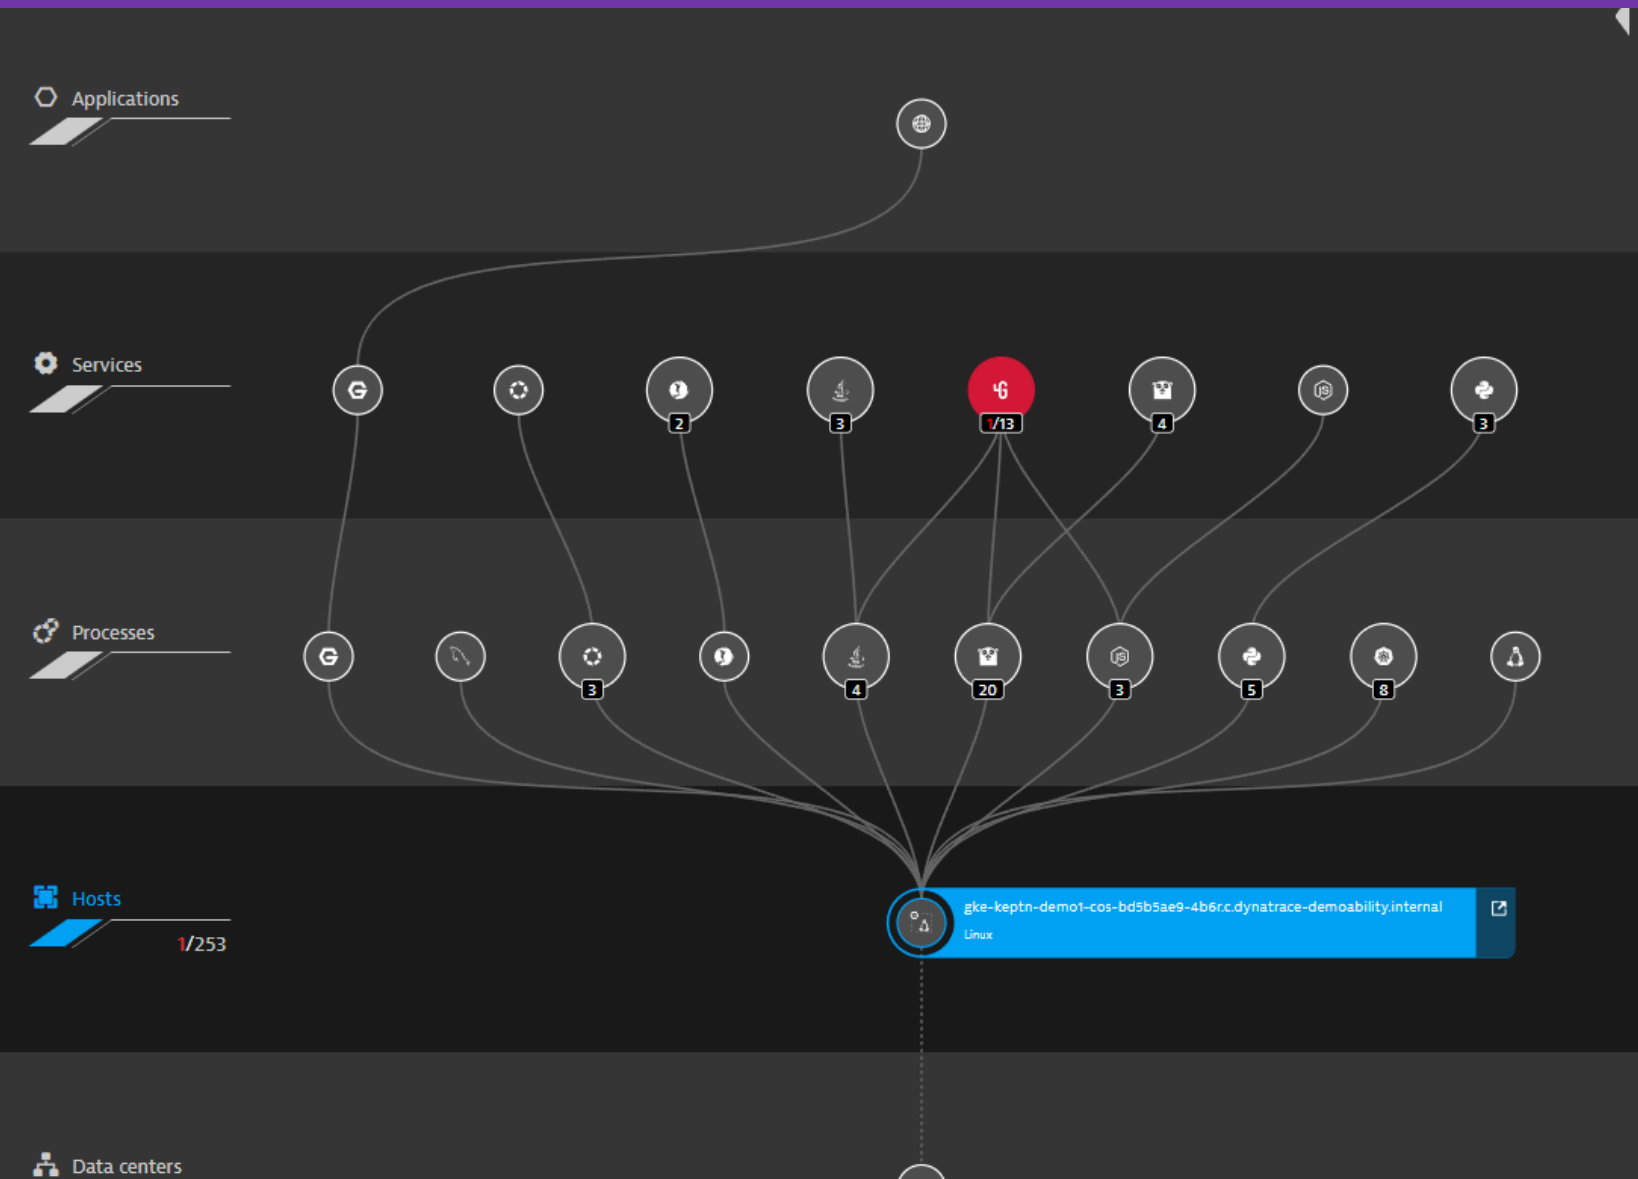 Applications
Services
2
3
1/13
4
3
Processes
3
4
20
3
5
8
Hosts
1/253
gke-keptn-demo1-cos-bd5b5ae9-4b6r.c.dynatrace-demoability.internal
Linux
Data centers